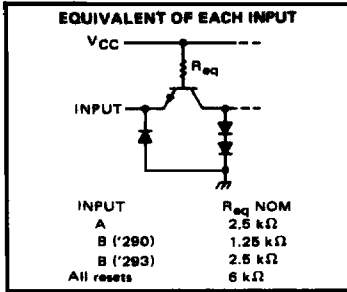 EQUIVALENT OF EACH INPUT
VCC
Req
INPUT
INPUT Req NOM
A 2.5 kΩ
B ('290) 1.25 kΩ
B ('293) 2.5 kΩ
All resets 6 kΩ